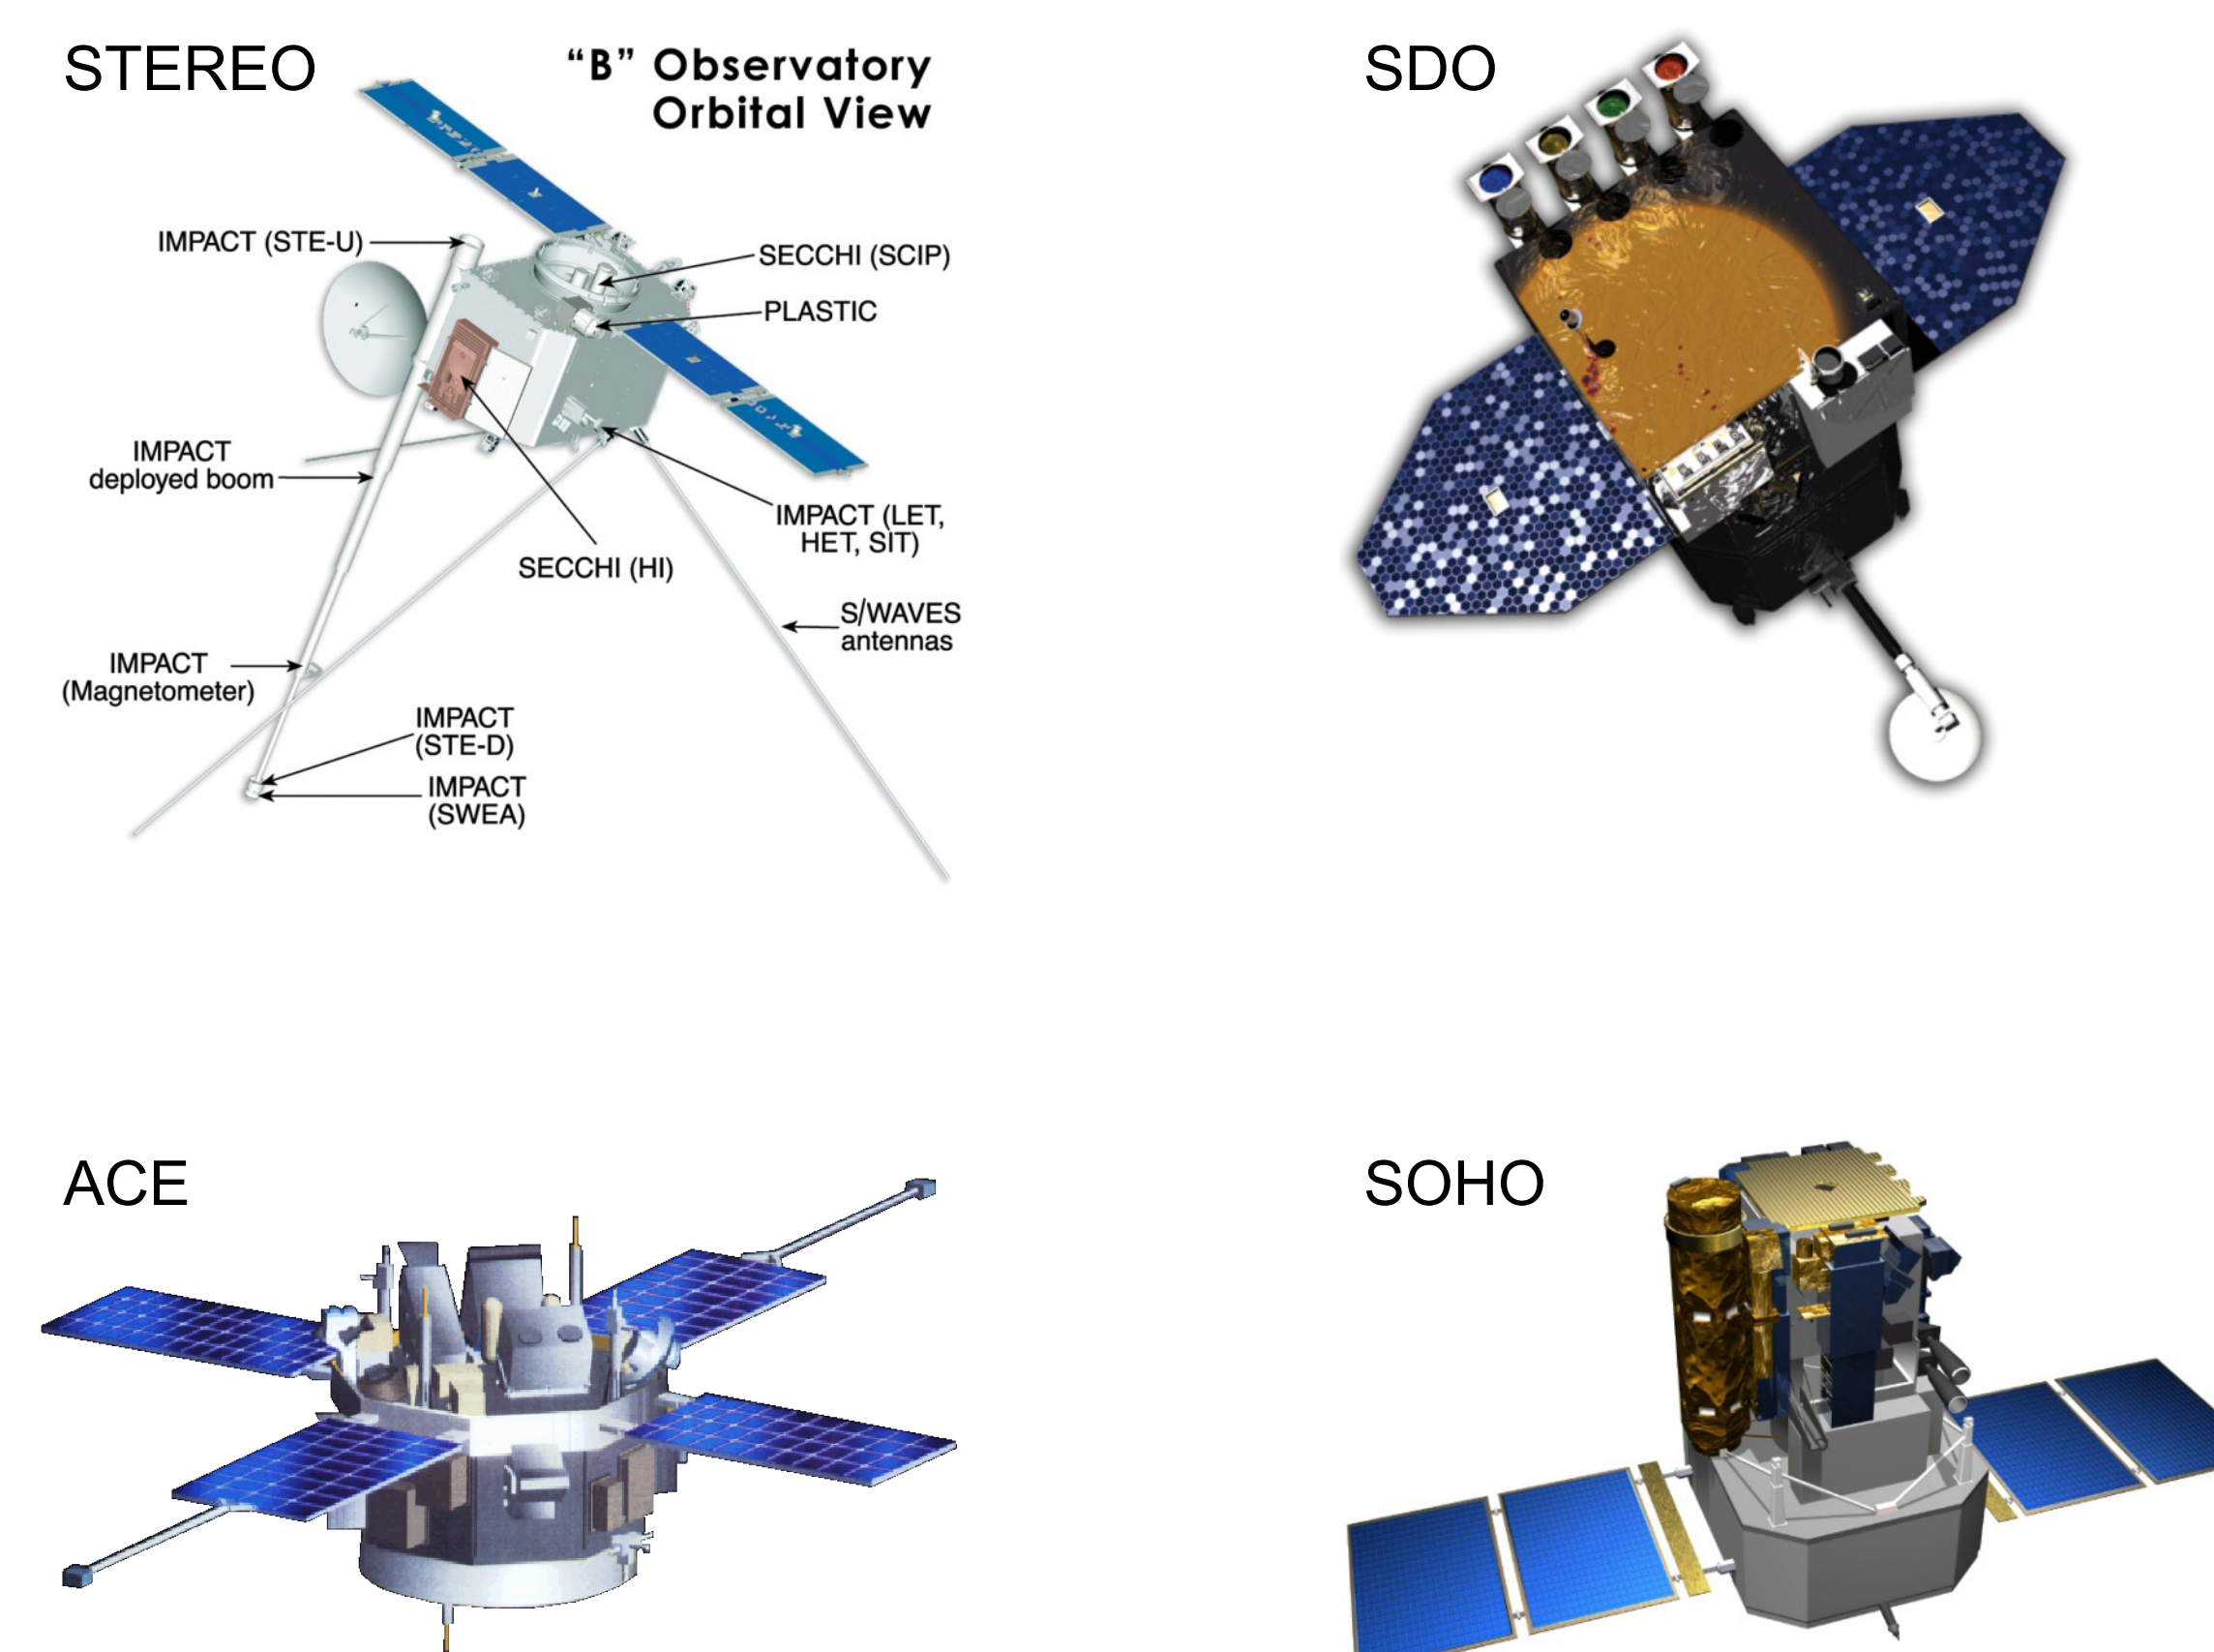 STEREO
“B” Observatory
Orbital View
IMPACT (STE-U)
SECCHI (SCIP)
PLASTIC
IMPACT
deployed boom
IMPACT (LET,
HET, SIT)
SECCHI (HI)
S/WAVES
antennas
IMPACT
(Magnetometer)
IMPACT
(STE-D)
IMPACT
(SWEA)
SDO
ACE
SOHO